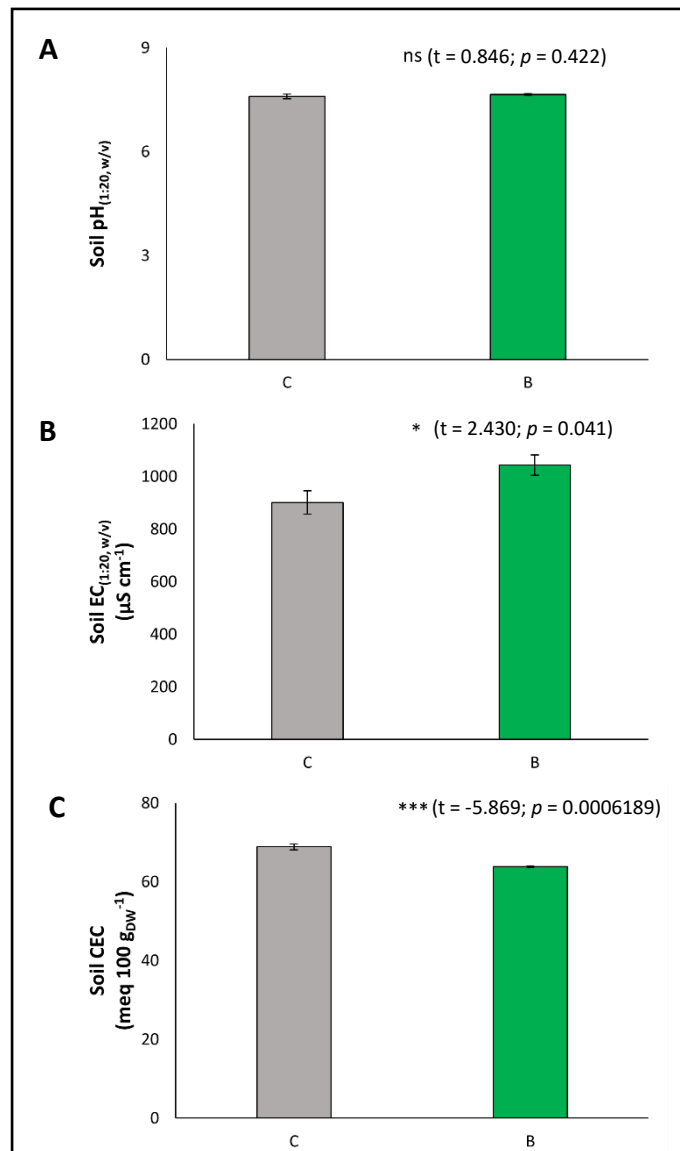 A
ns (t = 0.846; p = 0.422)
Soil pH(1:20, w/v)
9
6
3
0
C
B
B
* (t = 2.430; p = 0.041)
Soil EC(1:20, w/v)
(µS cm-1)
1200
1000
800
600
400
200
0
C
B
C
*** (t = -5.869; p = 0.0006189)
Soil CEC
(meq 100 gDW-1)
80
60
40
20
0
C
B